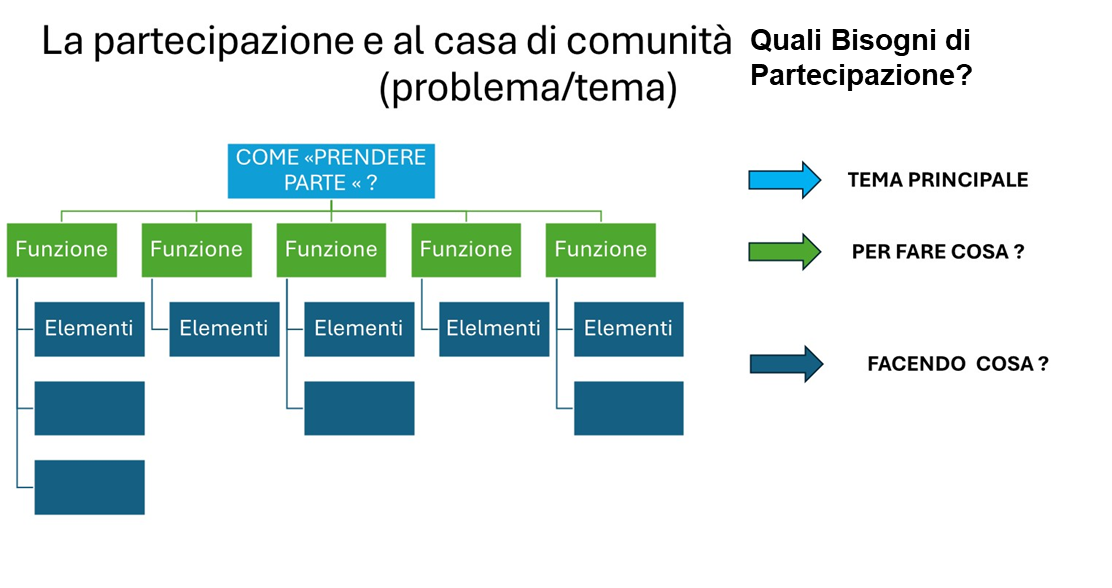 La partecipazione e al casa di comunità
(problema/tema)
Quali Bisogni di
Partecipazione?
COME «PRENDERE
PARTE « ?
Funzione
Funzione
Funzione
Funzione
Funzione
Elementi
Elementi
Elementi
Elelmenti
Elementi
TEMA PRINCIPALE
PER FARE COSA ?
FACENDO COSA ?